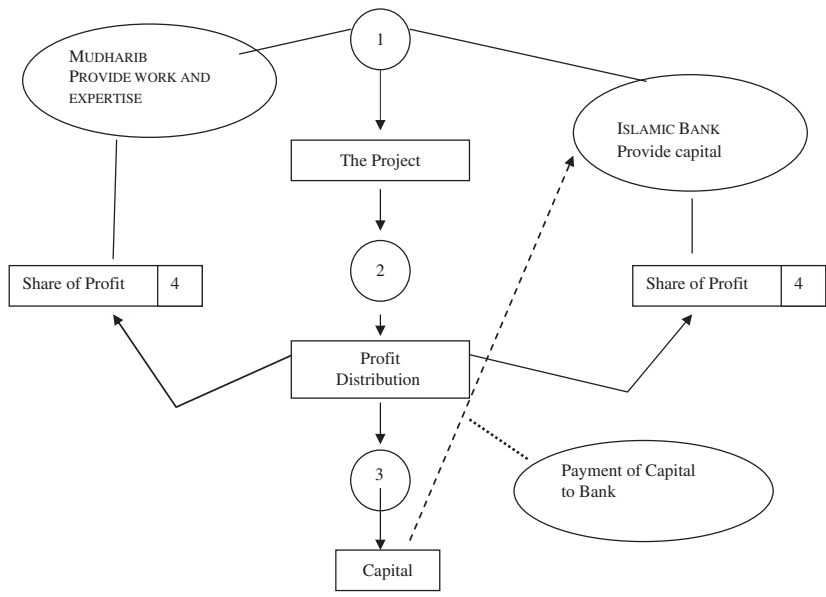 1
MUDHARIB
PROVIDE WORK AND
EXPERTISE
ISLAMIC BANK
Provide capital
The Project
2
Share of Profit 4
Share of Profit 4
Profit
Distribution
3
Payment of Capital
to Bank
Capital